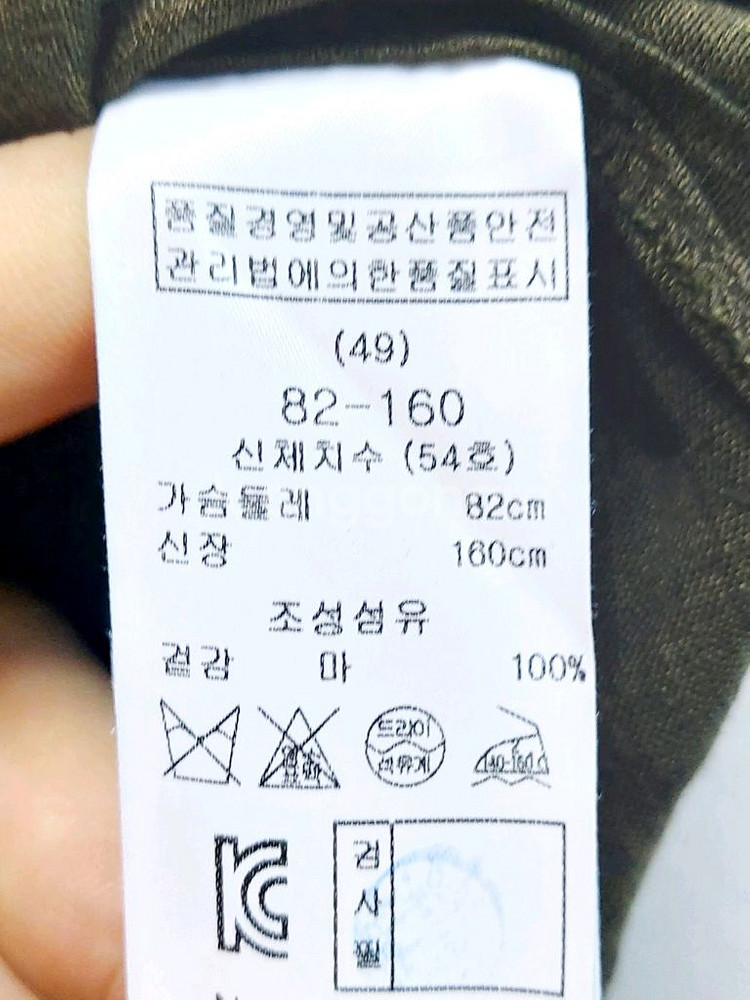 품질경영및공산품안전
관리법에의한품질표시
(49)
82-160
신체치수 (54호)
가슴둘레 82cm
신장 160cm
조성섬유
겉감 마 100%
염소
드라이
석유계
140-160℃
KC
검
사
필